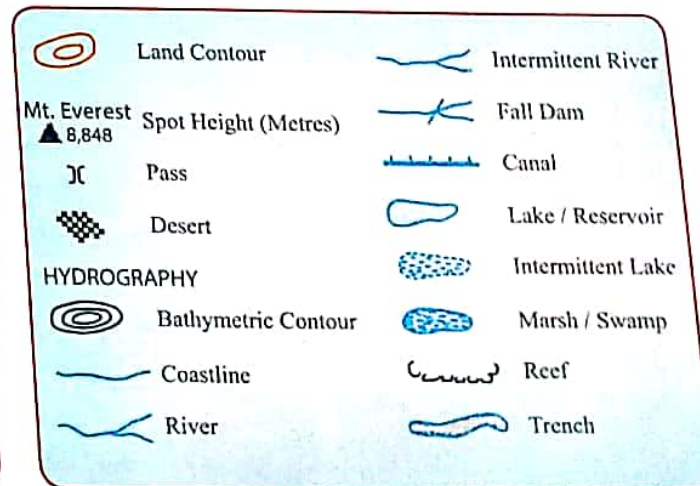 Land Contour
Mt. Everest
8,848
Spot Height (Metres)
Pass
Desert
HYDROGRAPHY
Bathymetric Contour
Coastline
River
Intermittent River
Fall Dam
Canal
Lake / Reservoir
Intermittent Lake
Marsh / Swamp
Reef
Trench